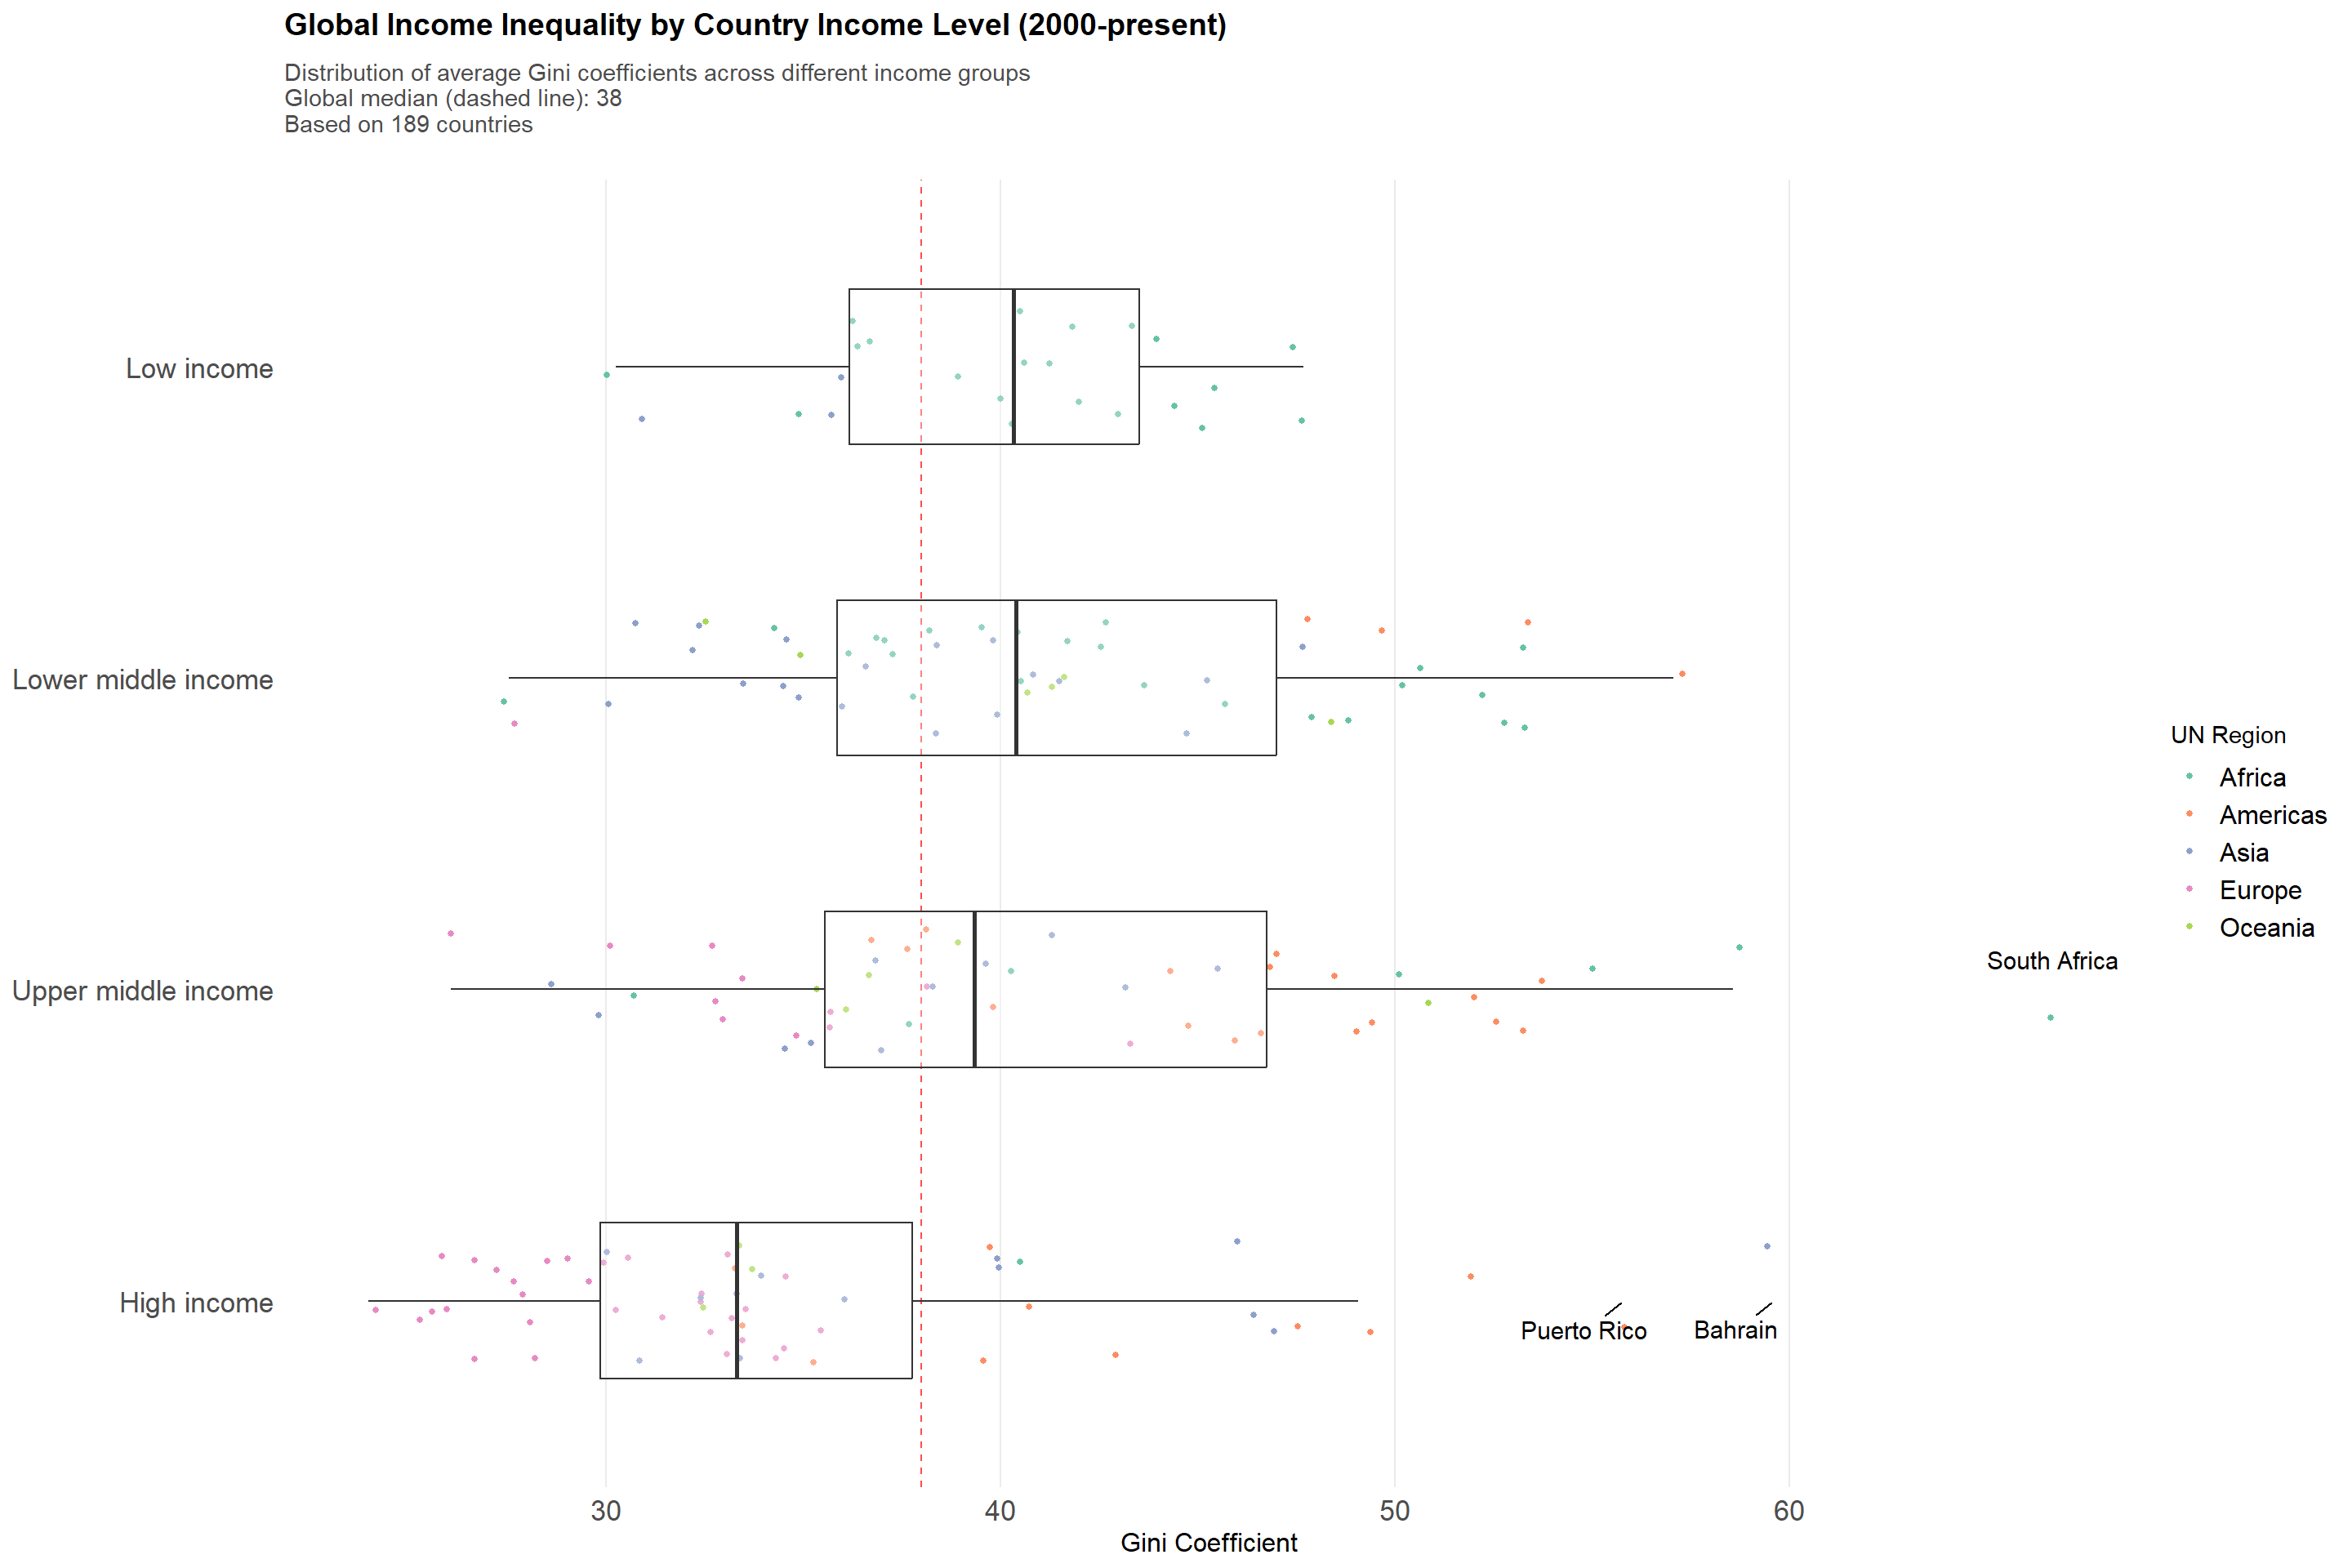 Global Income Inequality by Country Income Level (2000-present)
Distribution of average Gini coefficients across different income groups
Global median (dashed line): 38
Based on 189 countries
Low income
Lower middle income
Upper middle income
High income
South Africa
Puerto Rico
Bahrain
30
40
50
60
Gini Coefficient
UN Region
Africa
Americas
Asia
Europe
Oceania